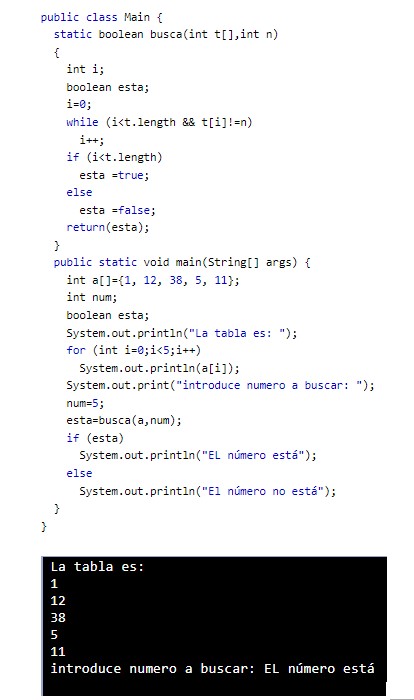 public class Main {
static boolean busca(int t[],int n)
{
int i;
boolean esta;
i=0;
while (i<t.length && t[i]!=n)
i++;
if (i<t.length)
esta =true;
else
esta =false;
return(esta);
}
public static void main(String[] args) {
int a[]={1, 12, 38, 5, 11};
int num;
boolean esta;
System.out.println("La tabla es: ");
for (int i=0;i<5;i++)
System.out.println(a[i]);
System.out.print("introduce numero a buscar: ");
num=5;
esta=busca(a,num);
if (esta)
System.out.println("EL número está");
else
System.out.println("El número no está");
}
}
La tabla es:
1
12
38
5
11
introduce numero a buscar: EL número está